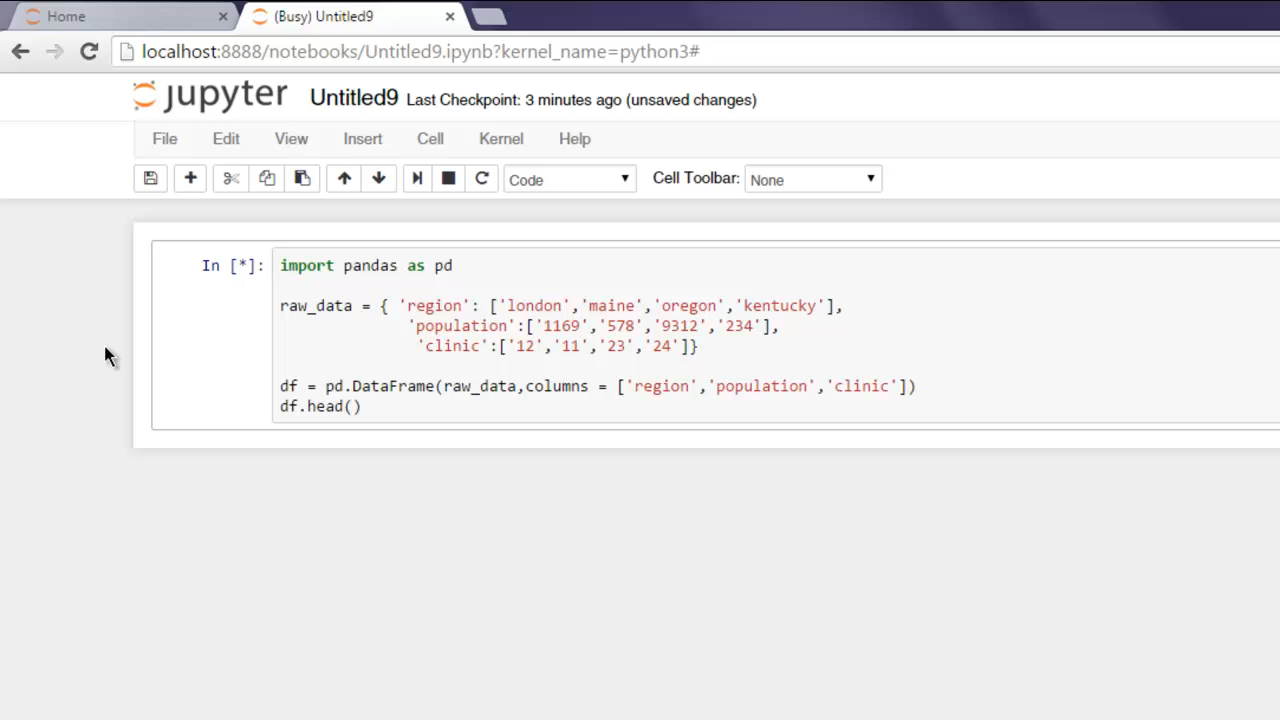 Home
(Busy) Untitled9
localhost:8888/notebooks/Untitled9.ipynb?kernel_name=python3#
jupyter Untitled9 Last Checkpoint: 3 minutes ago (unsaved changes)
File Edit View Insert Cell Kernel Help
Code Cell Toolbar: None
In [*]: import pandas as pd
raw_data = { 'region': ['london','maine','oregon','kentucky'],
'population':['1169','578','9312','234'],
'clinic':['12','11','23','24']}
df = pd.DataFrame(raw_data,columns = ['region','population','clinic'])
df.head()